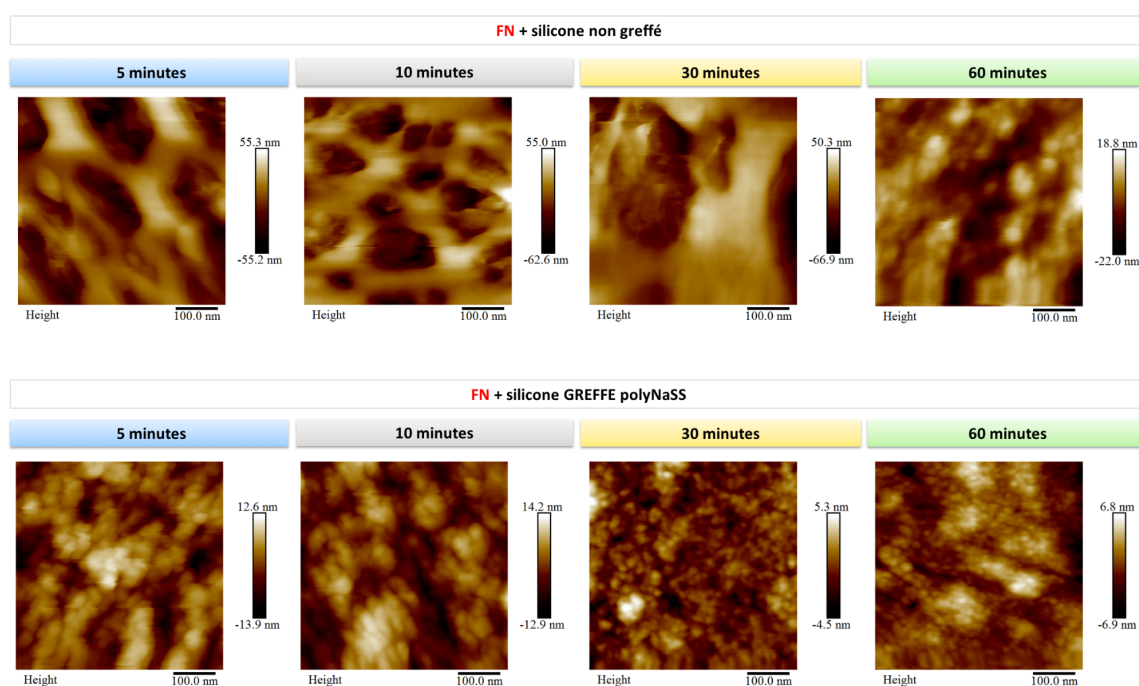 FN + silicone non greffé
5 minutes
10 minutes
30 minutes
60 minutes
55.3 nm
-55.2 nm
Height
100.0 nm
55.0 nm
-62.6 nm
Height
100.0 nm
50.3 nm
-66.9 nm
Height
100.0 nm
18.8 nm
-22.0 nm
Height
100.0 nm
FN + silicone GREFFE polyNaSS
5 minutes
10 minutes
30 minutes
60 minutes
12.6 nm
-13.9 nm
Height
100.0 nm
14.2 nm
-12.9 nm
Height
100.0 nm
5.3 nm
-4.5 nm
Height
100.0 nm
6.8 nm
-6.9 nm
Height
100.0 nm